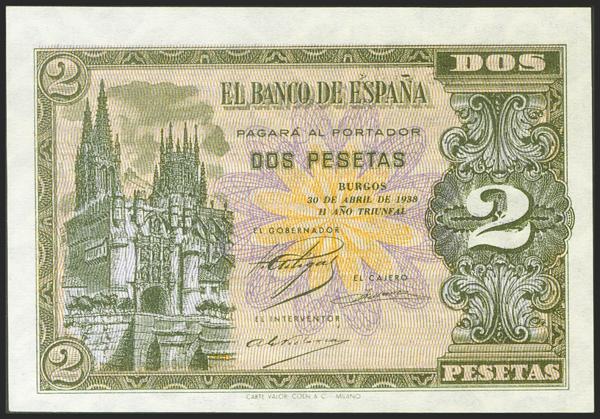 2
DOS
EL BANCO DE ESPAÑA
PAGARÁ AL PORTADOR
DOS PESETAS
BURGOS
30 DE ABRIL DE 1938
II AÑO TRIUNFAL
2
EL GOBERNADOR
EL CAJERO
EL INTERVENTOR
2
PESETAS
CARTE VALOR COEN & C. - MILANO